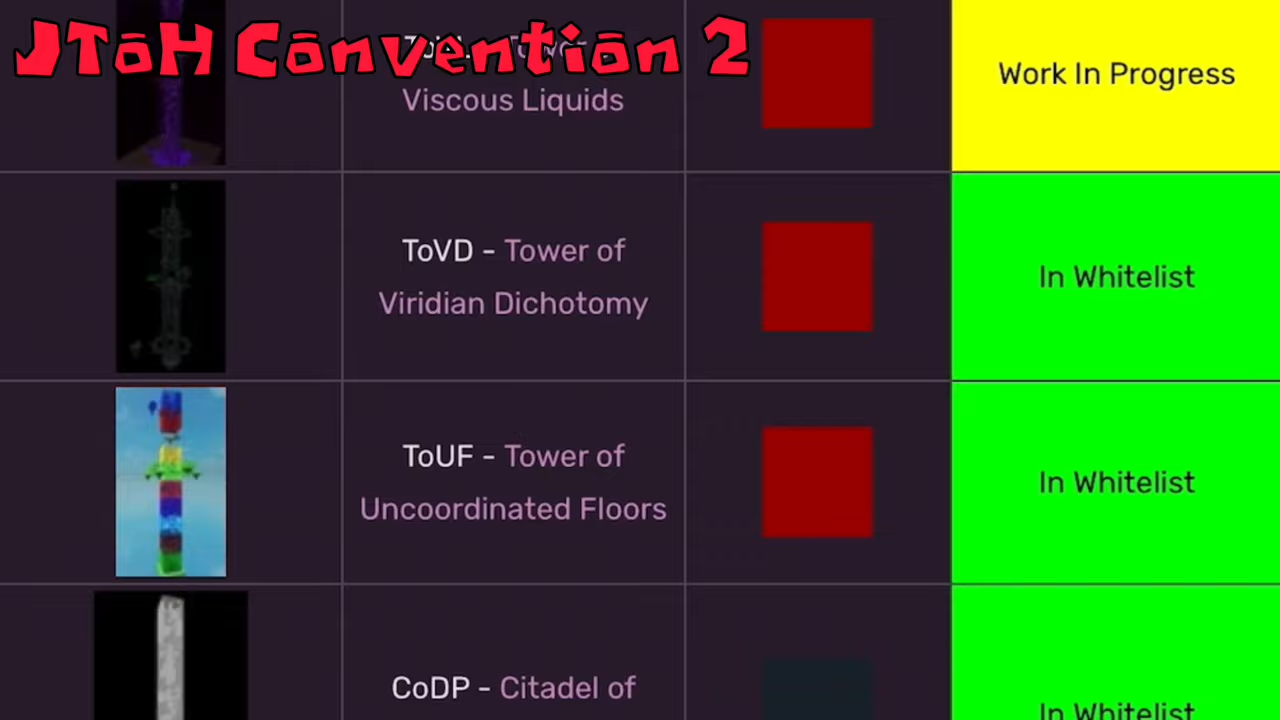 JToH Convention 2
Viscous Liquids
Work In Progress
ToVD - Tower of
Viridian Dichotomy
In Whitelist
ToUF - Tower of
Uncoordinated Floors
In Whitelist
CoDP - Citadel of
In Whitelist